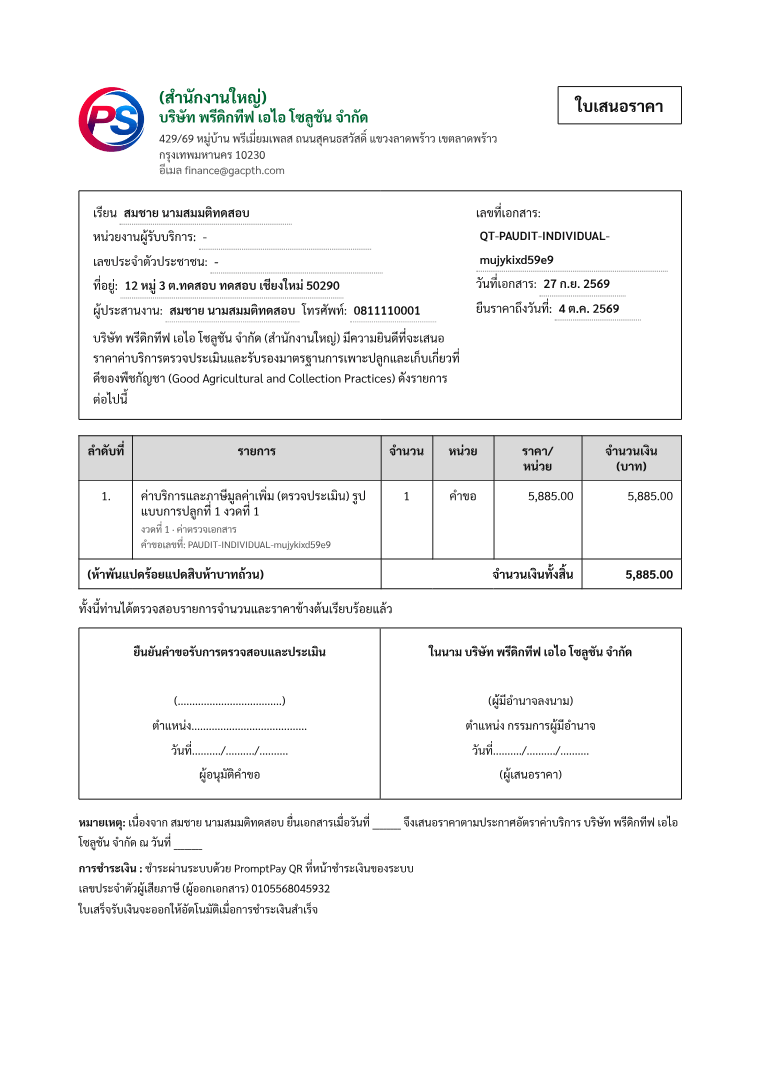 PS
(สำนักงานใหญ่)
บริษัท พรีดิกทีฟ เอไอ โซลูชัน จำกัด
429/69 หมู่บ้าน พรีเมี่ยมเพลส ถนนสุคนธสวัสดิ์ แขวงลาดพร้าว เขตลาดพร้าว
กรุงเทพมหานคร 10230
อีเมล finance@gacpth.com
ใบเสนอราคา
เรียน สมชาย นามสมมติทดสอบ
หน่วยงานผู้รับบริการ: -
เลขประจำตัวประชาชน: -
ที่อยู่: 12 หมู่ 3 ต.ทดสอบ ทดสอบ เชียงใหม่ 50290
ผู้ประสานงาน: สมชาย นามสมมติทดสอบ โทรศัพท์: 0811110001
บริษัท พรีดิกทีฟ เอไอ โซลูชัน จำกัด (สำนักงานใหญ่) มีความยินดีที่จะเสนอ
ราคาค่าบริการตรวจประเมินและรับรองมาตรฐานการเพาะปลูกและเก็บเกี่ยวที่
ดีของพืชกัญชา (Good Agricultural and Collection Practices) ดังรายการ
ต่อไปนี้
เลขที่เอกสาร:
QT-PAUDIT-INDIVIDUAL-
mujykixd59e9
วันที่เอกสาร: 27 ก.ย. 2569
ยืนราคาถึงวันที่: 4 ต.ค. 2569
ลำดับที่ รายการ จำนวน หน่วย ราคา/ จำนวนเงิน
หน่วย (บาท)
1. ค่าบริการและภาษีมูลค่าเพิ่ม (ตรวจประเมิน) รูป 1 คำขอ 5,885.00 5,885.00
แบบการปลูกที่ 1 งวดที่ 1
งวดที่ 1 - ค่าตรวจเอกสาร
คำขอเลขที่: PAUDIT-INDIVIDUAL-mujykixd59e9
(ห้าพันแปดร้อยแปดสิบห้าบาทถ้วน) จำนวนเงินทั้งสิ้น 5,885.00
ทั้งนี้ท่านได้ตรวจสอบรายการจำนวนและราคาข้างต้นเรียบร้อยแล้ว
ยืนยันคำขอรับการตรวจสอบและประเมิน
(....................................)
ตำแหน่ง........................................
วันที่........../........./..........
ผู้อนุมัติคำขอ
ในนาม บริษัท พรีดิกทีฟ เอไอ โซลูชัน จำกัด
(ผู้มีอำนาจลงนาม)
ตำแหน่ง กรรมการผู้มีอำนาจ
วันที่........../........./..........
(ผู้เสนอราคา)
หมายเหตุ: เนื่องจาก สมชาย นามสมมติทดสอบ ยื่นเอกสารเมื่อวันที่ _____ จึงเสนอราคาตามประกาศอัตราค่าบริการ บริษัท พรีดิกทีฟ เอไอ
โซลูชัน จำกัด ณ วันที่ _____
การชำระเงิน : ชำระผ่านระบบด้วย PromptPay QR ที่หน้าชำระเงินของระบบ
เลขประจำตัวผู้เสียภาษี (ผู้ออกเอกสาร) 0105568045932
ใบเสร็จรับเงินจะออกให้อัตโนมัติเมื่อการชำระเงินสำเร็จ